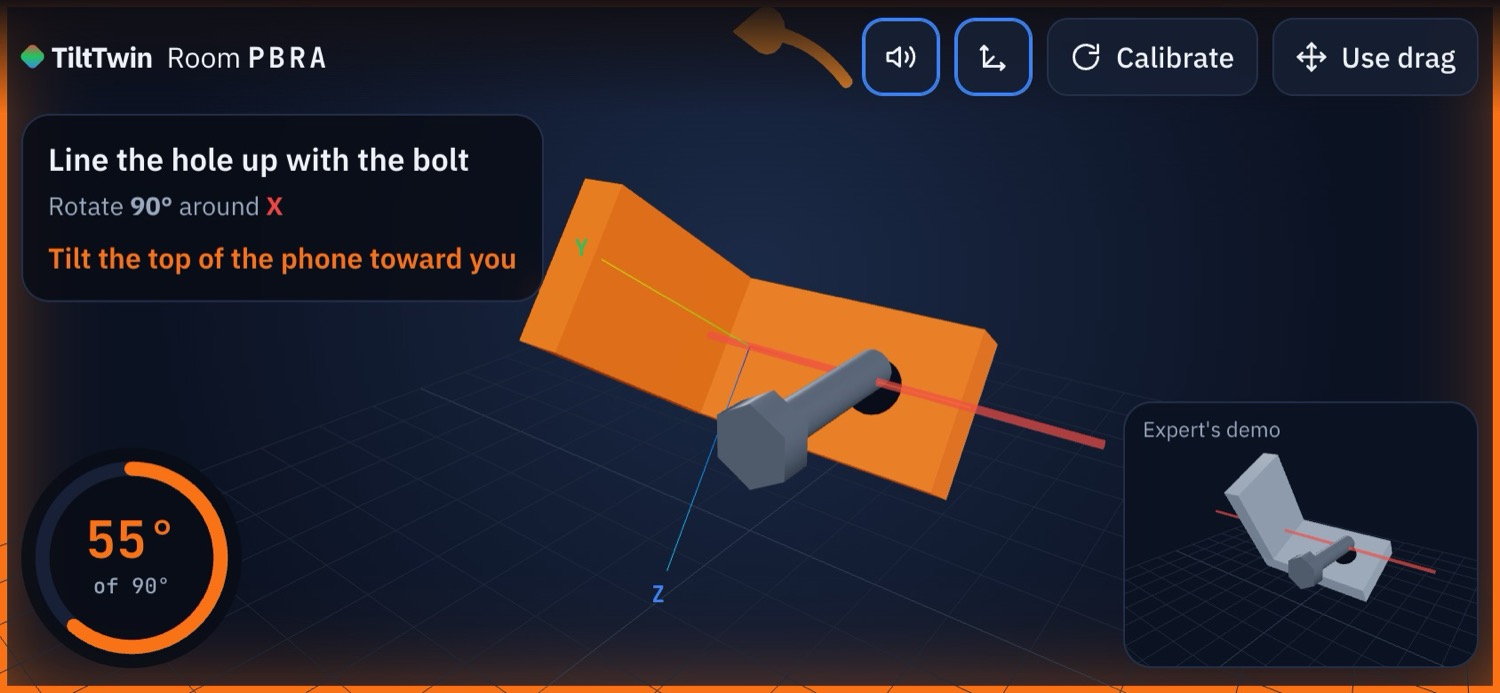 TiltTwin Room PBRA
Calibrate
Use drag
Line the hole up with the bolt
Rotate 90° around X
Tilt the top of the phone toward you
Y
Z
55°
of 90°
Expert's demo